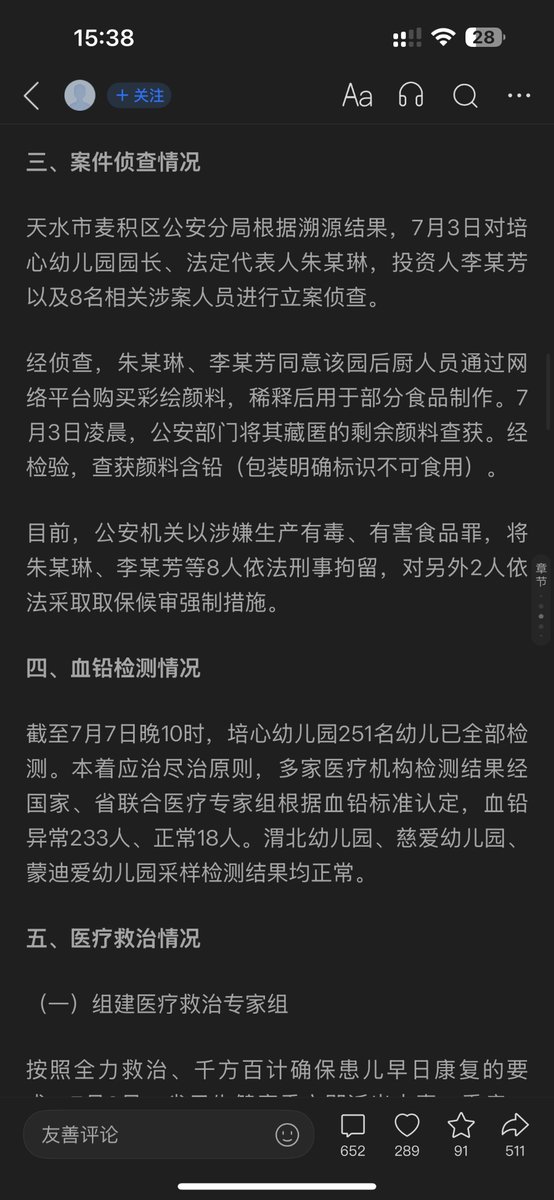 15:38
28
+ 关注
Aa
三、案件侦查情况
天水市麦积区公安分局根据溯源结果，7月3日对培
心幼儿园园长、法定代表人朱某琳，投资人李某芳
以及8名相关涉案人员进行立案侦查。
经侦查，朱某琳、李某芳同意该园后厨人员通过网
络平台购买彩绘颜料，稀释后用于部分食品制作。7
月3日凌晨，公安部门将其藏匿的剩余颜料查获。经
检验，查获颜料含铅（包装明确标识不可食用）。
目前，公安机关以涉嫌生产有毒、有害食品罪，将
朱某琳、李某芳等8人依法刑事拘留，对另外2人依
法采取取保候审强制措施。
章节
四、血铅检测情况
截至7月7日晚10时，培心幼儿园251名幼儿已全部检
测。本着应治尽治原则，多家医疗机构检测结果经
国家、省联合医疗专家组根据血铅标准认定，血铅
异常233人、正常18人。渭北幼儿园、慈爱幼儿园、
蒙迪爱幼儿园采样检测结果均正常。
五、医疗救治情况
（一）组建医疗救治专家组
按照全力救治、千方百计确保患儿早日康复的要
友善评论
652
289
91
511